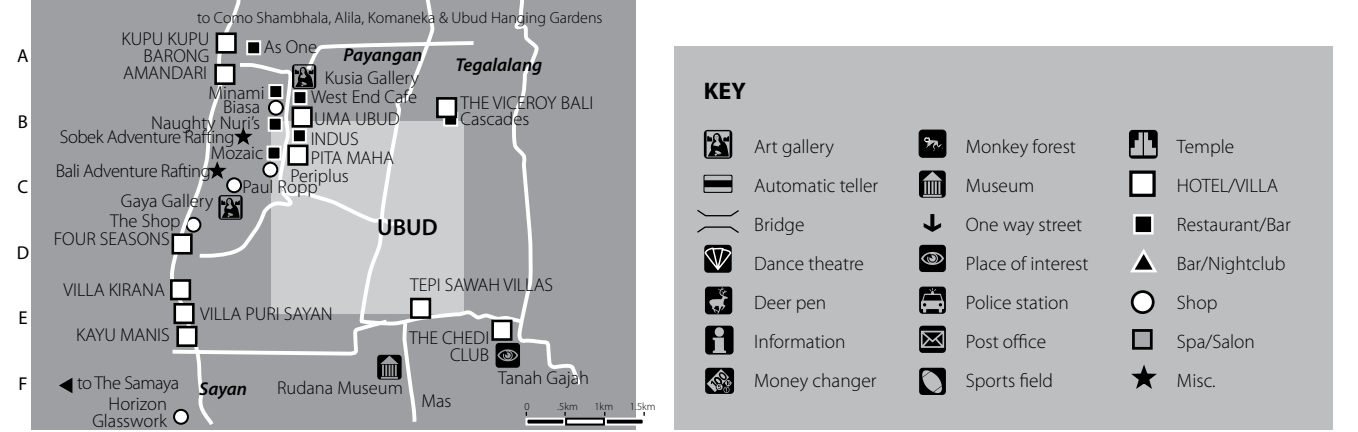 to Como Shambhala, Alila, Komaneka & Ubud Hanging Gardens
A
KUPU KUPU
BARONG
As One
Payangan
AMANDARI
Tegalalang
Kusia Gallery
Minami
West End Cafe
THE VICEROY BALI
Biasa
Cascades
B
Naughty Nuri's
UMA UBUD
Sobek Adventure Rafting
INDUS
Mozaic
PITA MAHA
Bali Adventure Rafting
Periplus
C
Paul Ropp
Gaya Gallery
The Shop
UBUD
FOUR SEASONS
D
TEPI SAWAH VILLAS
VILLA KIRANA
E
VILLA PURI SAYAN
KAYU MANIS
THE CHEDI
CLUB
F
to The Samaya
Sayan
Rudana Museum
Tanah Gajah
Horizon
Glasswork
Mas
0 .5km 1km 1.5km
KEY
Art gallery
Automatic teller
Bridge
Dance theatre
Deer pen
Information
Money changer
Monkey forest
Museum
One way street
Place of interest
Police station
Post office
Sports field
Temple
HOTEL/VILLA
Restaurant/Bar
Bar/Nightclub
Shop
Spa/Salon
Misc.